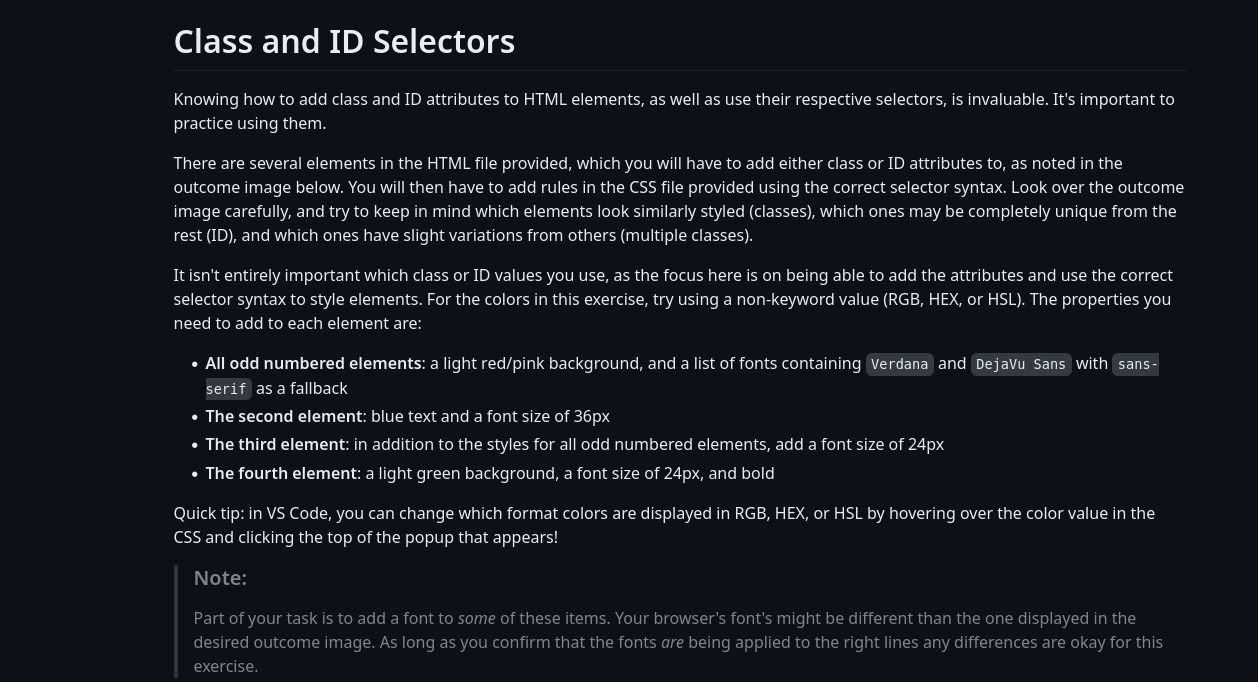 Class and ID Selectors
Knowing how to add class and ID attributes to HTML elements, as well as use their respective selectors, is invaluable. It's important to
practice using them.
There are several elements in the HTML file provided, which you will have to add either class or ID attributes to, as noted in the
outcome image below. You will then have to add rules in the CSS file provided using the correct selector syntax. Look over the outcome
image carefully, and try to keep in mind which elements look similarly styled (classes), which ones may be completely unique from the
rest (ID), and which ones have slight variations from others (multiple classes).
It isn't entirely important which class or ID values you use, as the focus here is on being able to add the attributes and use the correct
selector syntax to style elements. For the colors in this exercise, try using a non-keyword value (RGB, HEX, or HSL). The properties you
need to add to each element are:
• All odd numbered elements: a light red/pink background, and a list of fonts containing Verdana and DejaVu Sans with sans-
serif as a fallback
• The second element: blue text and a font size of 36px
• The third element: in addition to the styles for all odd numbered elements, add a font size of 24px
• The fourth element: a light green background, a font size of 24px, and bold
Quick tip: in VS Code, you can change which format colors are displayed in RGB, HEX, or HSL by hovering over the color value in the
CSS and clicking the top of the popup that appears!
Note:
Part of your task is to add a font to some of these items. Your browser's font's might be different than the one displayed in the
desired outcome image. As long as you confirm that the fonts are being applied to the right lines any differences are okay for this
exercise.